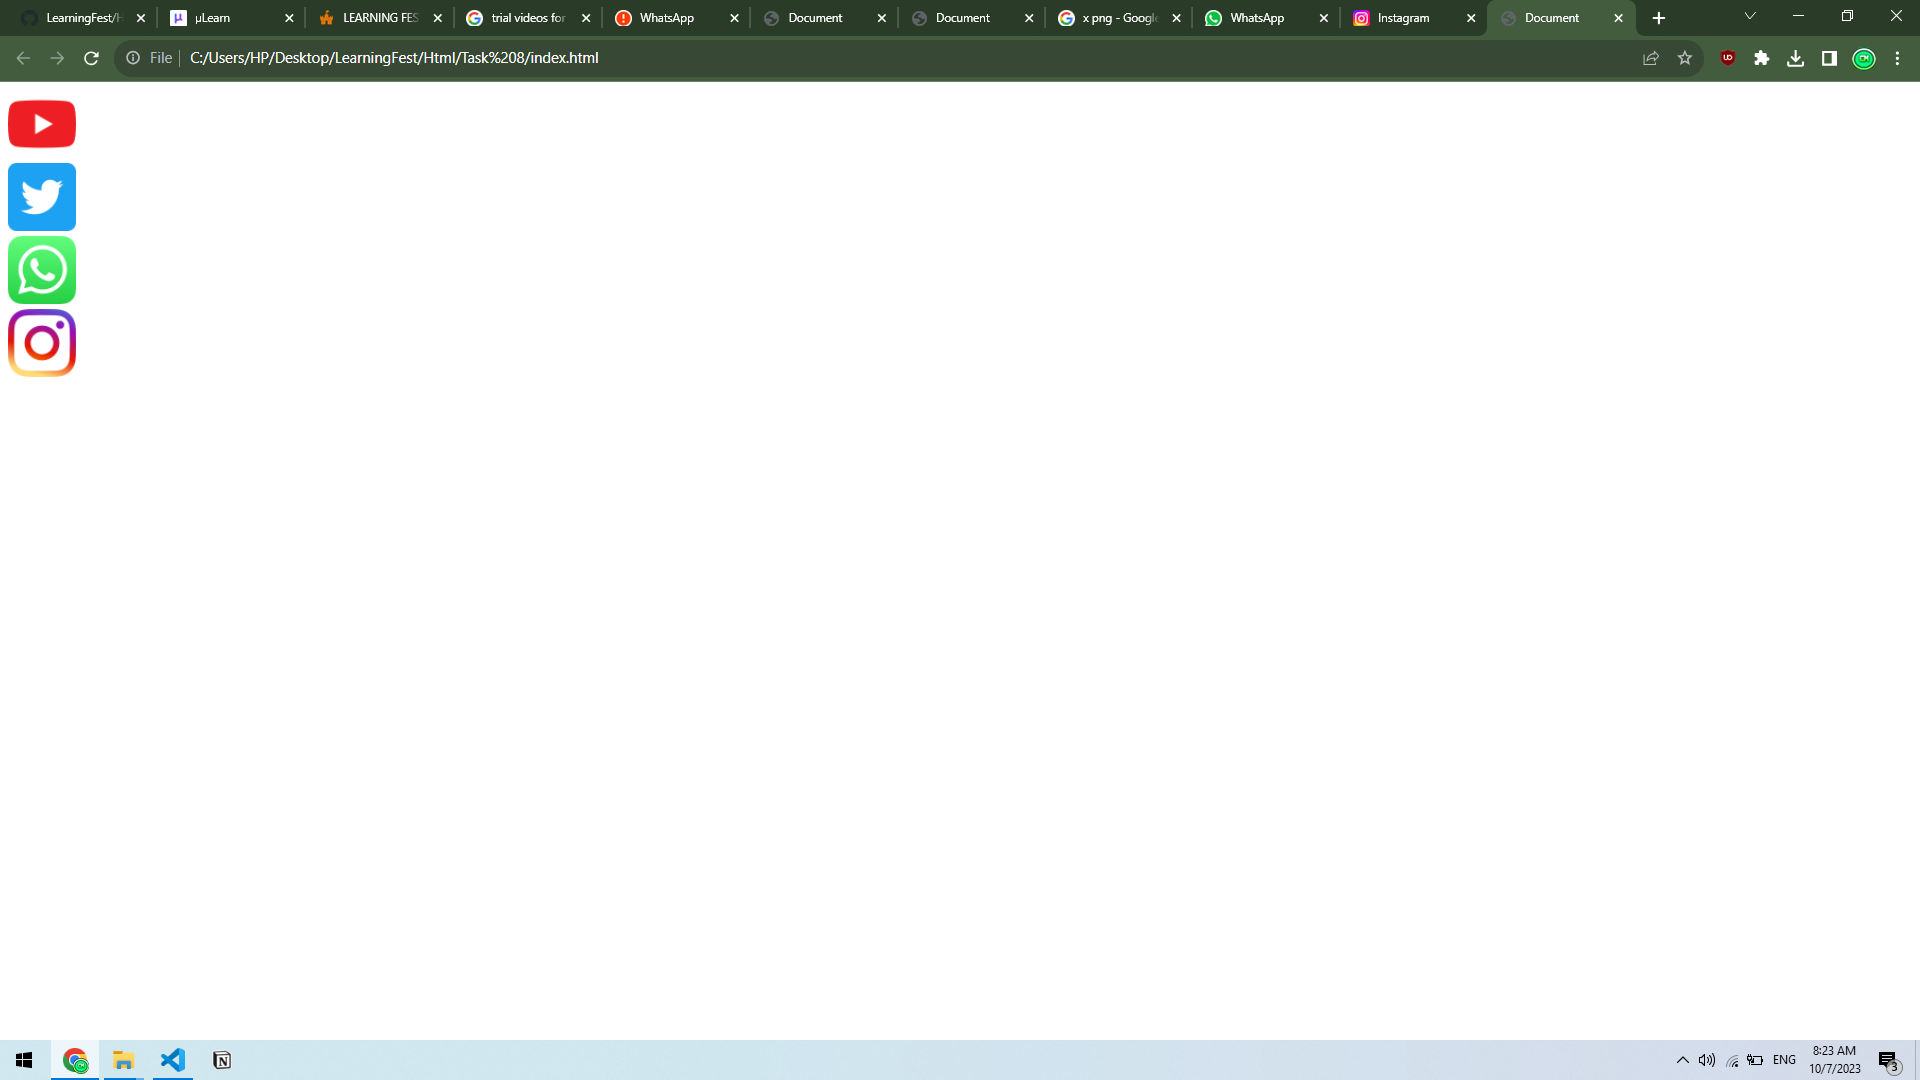 LearningFest/H
µLearn
LEARNING FES
trial videos for
WhatsApp
Document
Document
x png - Google
WhatsApp
Instagram
Document
File
C:/Users/HP/Desktop/LearningFest/Html/Task%208/index.html
ENG
8:23 AM
10/7/2023
3